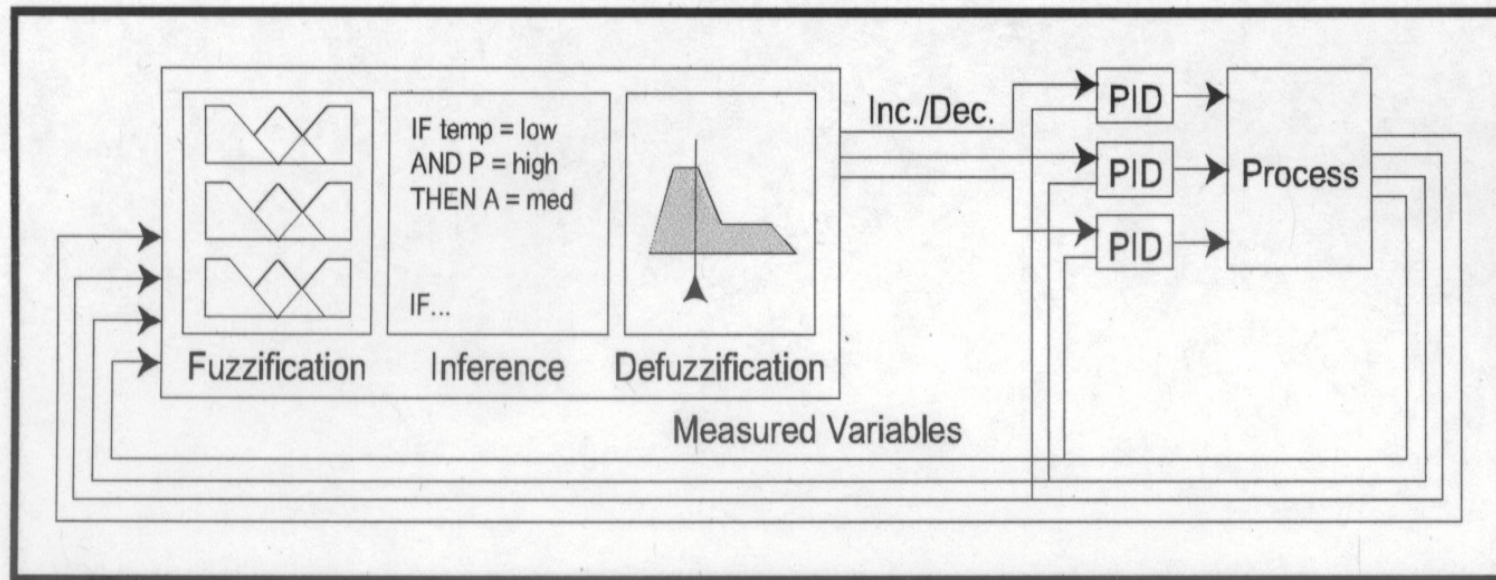 IF temp = low
AND P = high
THEN A = med
IF...
Fuzzification
Inference
Defuzzification
Inc./Dec.
PID
PID
PID
Process
Measured Variables